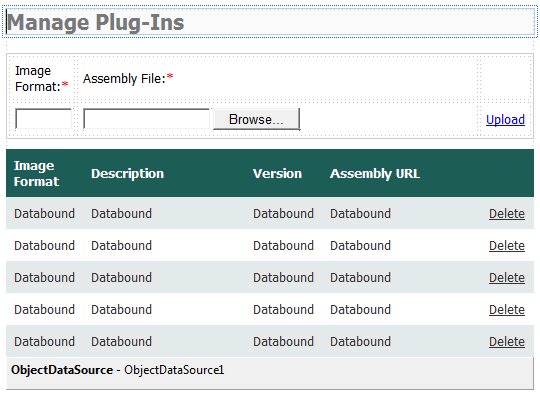 Manage Plug-Ins
Image
Format:* Assembly File:*
Browse... Upload
Image
Format Description Version Assembly URL
Databound Databound Databound Databound Delete
Databound Databound Databound Databound Delete
Databound Databound Databound Databound Delete
Databound Databound Databound Databound Delete
Databound Databound Databound Databound Delete
ObjectDataSource - ObjectDataSource1